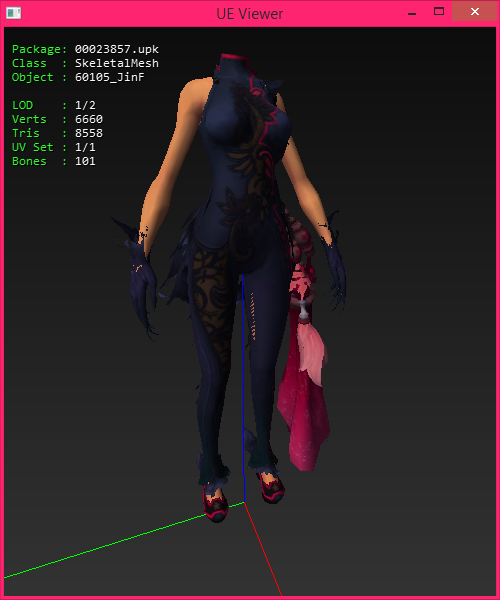 UE Viewer
Package: 00023857.upk
Class : SkeletalMesh
Object : 60105_JinF
LOD : 1/2
Verts : 6660
Tris : 8558
UV Set : 1/1
Bones : 101